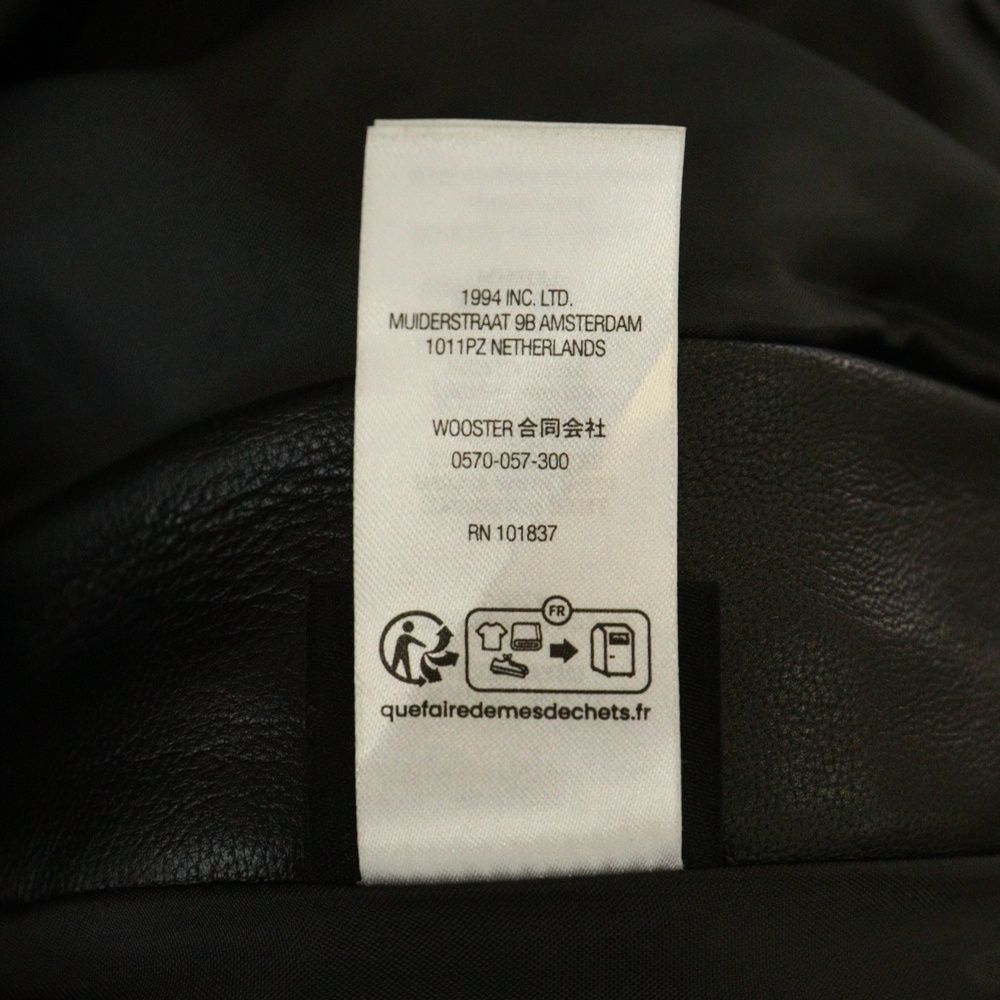 1994 INC. LTD.
MUIDERSTRAAT 9B AMSTERDAM
1011PZ NETHERLANDS
WOOSTER 合同会社
0570-057-300
RN 101837
FR
quefairedemesdechets.fr